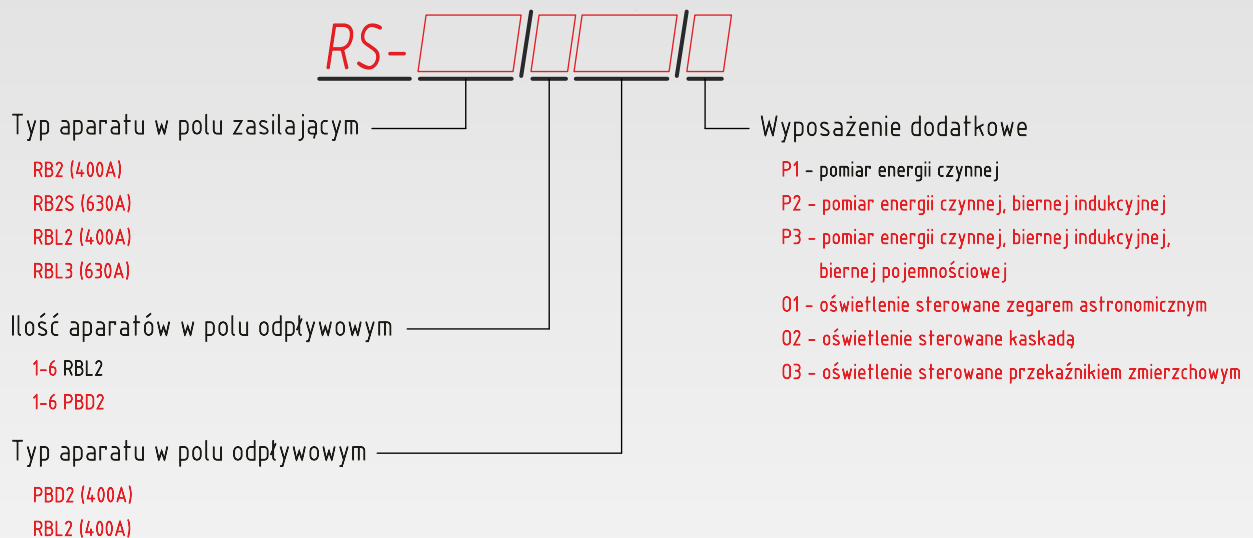 RS- / /
Typ aparatu w polu zasilającym
RB2 (400A)
RB2S (630A)
RBL2 (400A)
RBL3 (630A)
Ilość aparatów w polu odpływowym
1-6 RBL2
1-6 PBD2
Typ aparatu w polu odpływowym
PBD2 (400A)
RBL2 (400A)
Wyposażenie dodatkowe
P1 - pomiar energii czynnej
P2 - pomiar energii czynnej, biernej indukcyjnej
P3 - pomiar energii czynnej, biernej indukcyjnej,
biernej pojemnościowej
O1 - oświetlenie sterowane zegarem astronomicznym
O2 - oświetlenie sterowane kaskadą
O3 - oświetlenie sterowane przekaźnikiem zmierzchowym